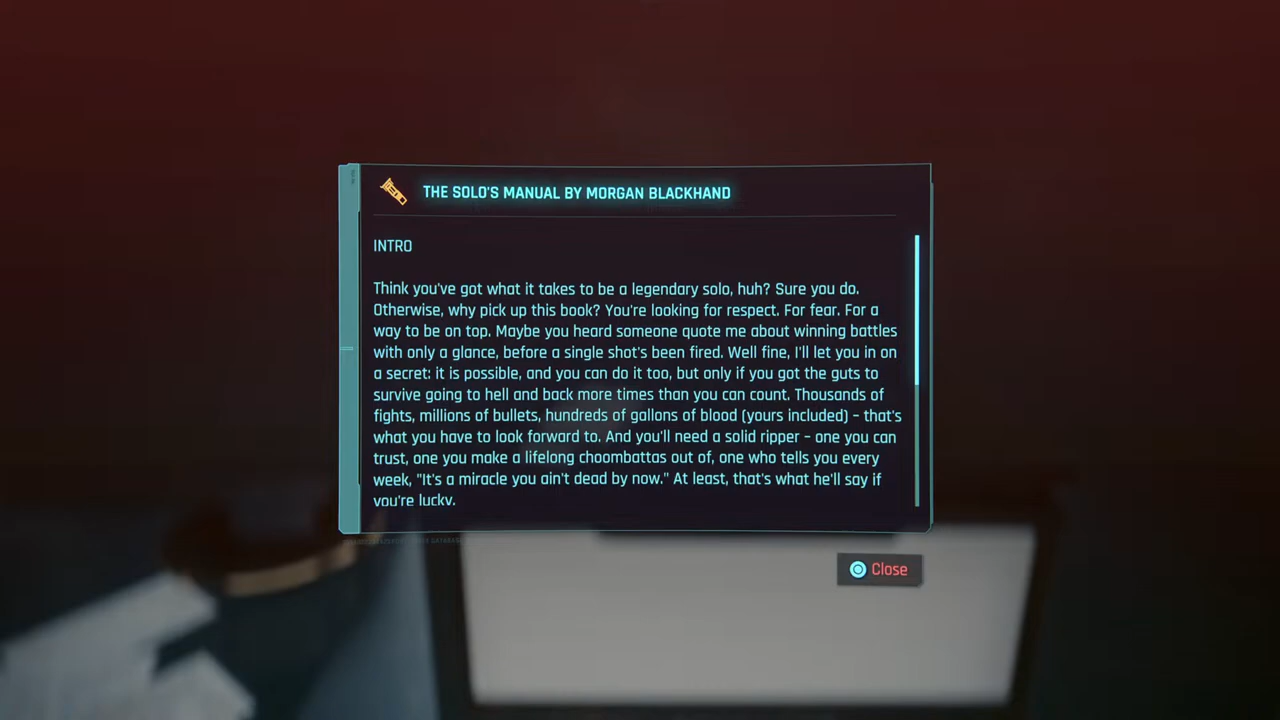 THE SOLO'S MANUAL BY MORGAN BLACKHAND
INTRO
Think you've got what it takes to be a legendary solo, huh? Sure you do.
Otherwise, why pick up this book? You're looking for respect. For fear. For a
way to be on top. Maybe you heard someone quote me about winning battles
with only a glance, before a single shot's been fired. Well fine, I'll let you in on
a secret: it is possible, and you can do it too, but only if you got the guts to
survive going to hell and back more times than you can count. Thousands of
fights, millions of bullets, hundreds of gallons of blood (yours included) – that's
what you have to look forward to. And you'll need a solid ripper – one you can
trust, one you make a lifelong choombattas out of, one who tells you every
week, "It's a miracle you ain't dead by now." At least, that's what he'll say if
you're lucky.
Close